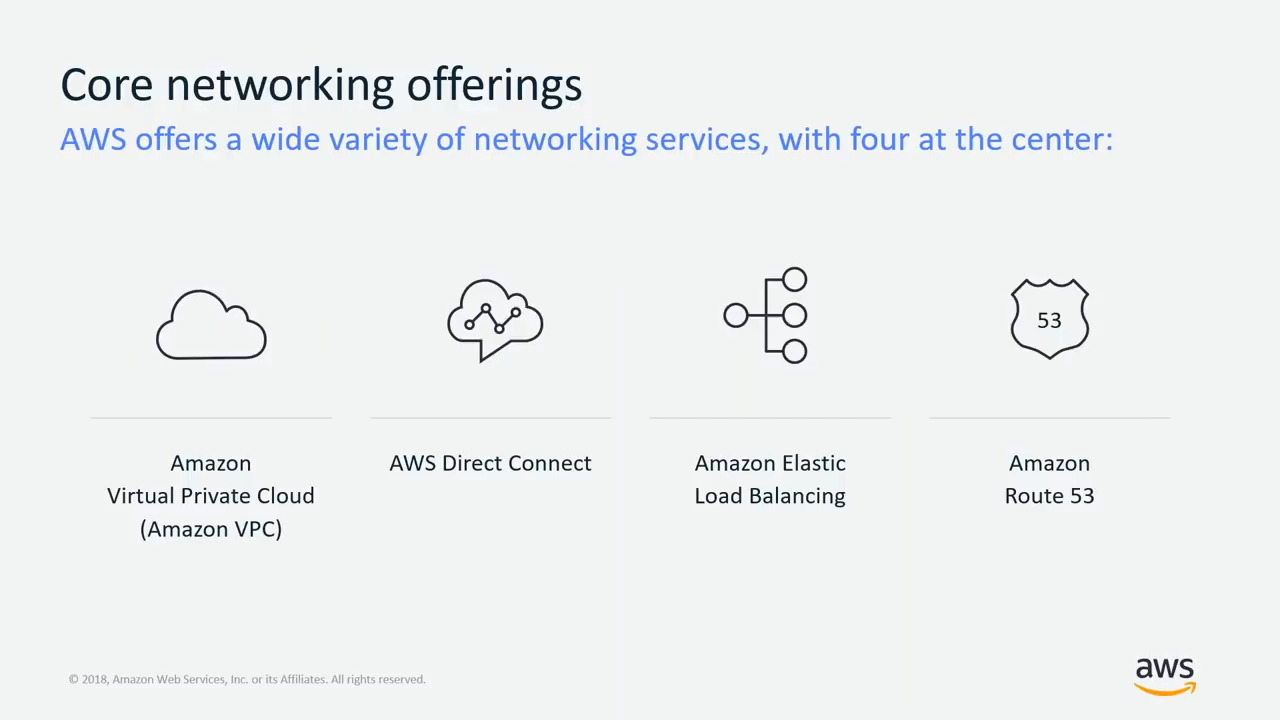 Core networking offerings
AWS offers a wide variety of networking services, with four at the center:
53
Amazon
Virtual Private Cloud
(Amazon VPC)
AWS Direct Connect
Amazon Elastic
Load Balancing
Amazon
Route 53
© 2018, Amazon Web Services, Inc. or its Affiliates. All rights reserved.
aws